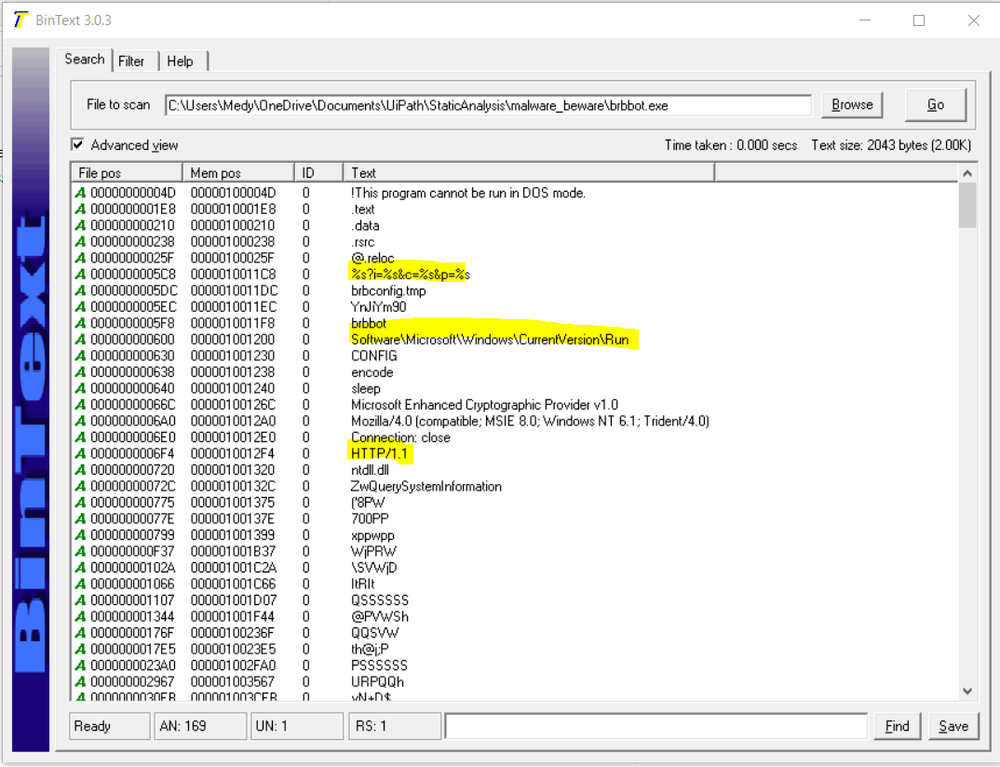 BinText 3.0.3
Search Filter Help
File to scan C:\Users\Medy\OneDrive\Documents\UiPath\StaticAnalysis\malware_beware\brbbot.exe Browse Go
Advanced view Time taken : 0.000 secs Text size: 2043 bytes (2.00K)
File pos Mem pos ID Text
A 00000000004D 00000100004D 0 !This program cannot be run in DOS mode.
A 0000000001E8 0000010001E8 0 .text
A 000000000210 000001000210 0 .data
A 000000000238 000001000238 0 .rsrc
A 00000000025F 00000100025F 0 @.reloc
A 0000000005C8 0000010011C8 0 %s?i=%s&c=%s&p=%s
A 0000000005DC 0000010011DC 0 brbconfig.tmp
A 0000000005EC 0000010011EC 0 YnJiYm90
A 0000000005F8 0000010011F8 0 brbbot
A 000000000600 000001001200 0 Software\Microsoft\Windows\CurrentVersion\Run
A 000000000630 000001001230 0 CONFIG
A 000000000638 000001001238 0 encode
A 000000000640 000001001240 0 sleep
A 00000000066C 00000100126C 0 Microsoft Enhanced Cryptographic Provider v1.0
A 0000000006A0 0000010012A0 0 Mozilla/4.0 (compatible; MSIE 8.0; Windows NT 6.1; Trident/4.0)
A 0000000006E0 0000010012E0 0 Connection: close
A 0000000006F4 0000010012F4 0 HTTP/1.1
A 000000000720 000001001320 0 ntdll.dll
A 00000000072C 00000100132C 0 ZwQuerySystemInformation
A 000000000775 000001001375 0 ('8PW
A 00000000077E 00000100137E 0 700PP
A 000000000799 000001001399 0 xppwpp
A 000000000F37 000001001B37 0 WjPRW
A 00000000102A 000001001C2A 0 \SVWjD
A 000000001066 000001001C66 0 ItRIt
A 000000001107 000001001D07 0 QSSSSSS
A 000000001344 000001001F44 0 @PVWSh
A 00000000176F 00000100236F 0 QQSVW
A 0000000017E5 0000010023E5 0 th@j;P
A 0000000023A0 000001002FA0 0 PSSSSSS
A 000000002967 000001003567 0 URPQQh
A 0000000030EB 000001003CEB 0 vN+D$
Ready AN: 169 UN: 1 RS: 1 Find Save
BinText